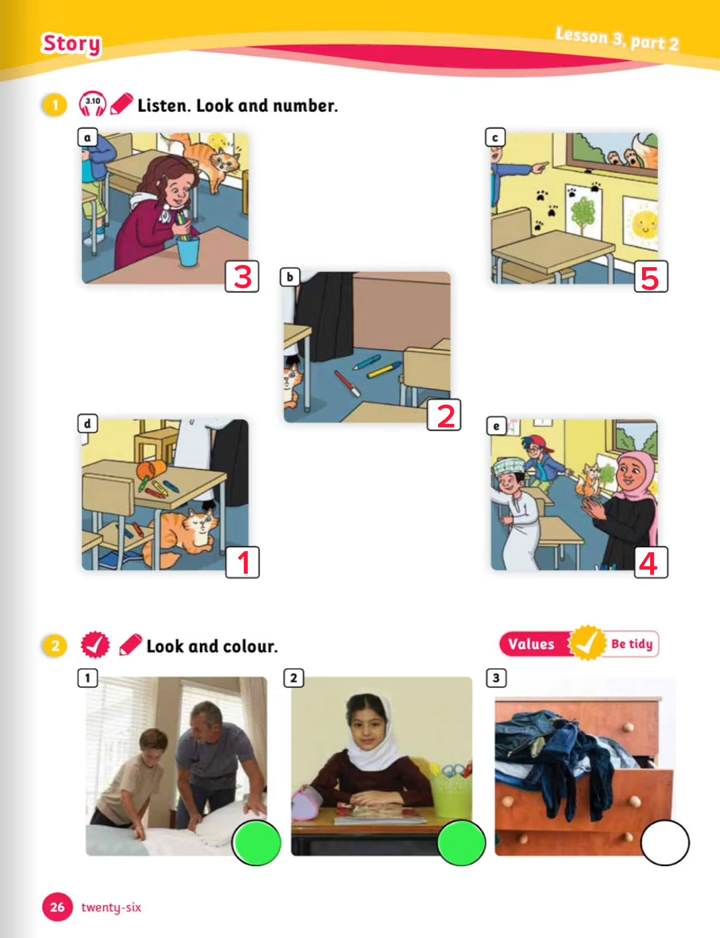 Story
Lesson 3, part 2
1 3.10 Listen. Look and number.
a
3
c
5
b
2
d
1
e
4
2 Look and colour.
Values Be tidy
1
2
3
26 twenty-six